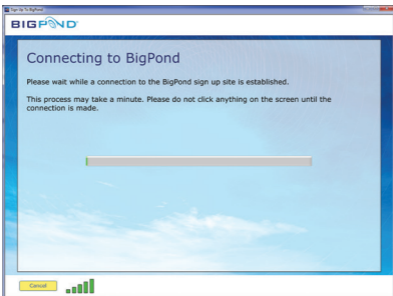 Sign Up To BigPond
BIGPOND
Connecting to BigPond
Please wait while a connection to the BigPond sign up site is established.
This process may take a minute. Please do not click anything on the screen until the
connection is made.
Cancel